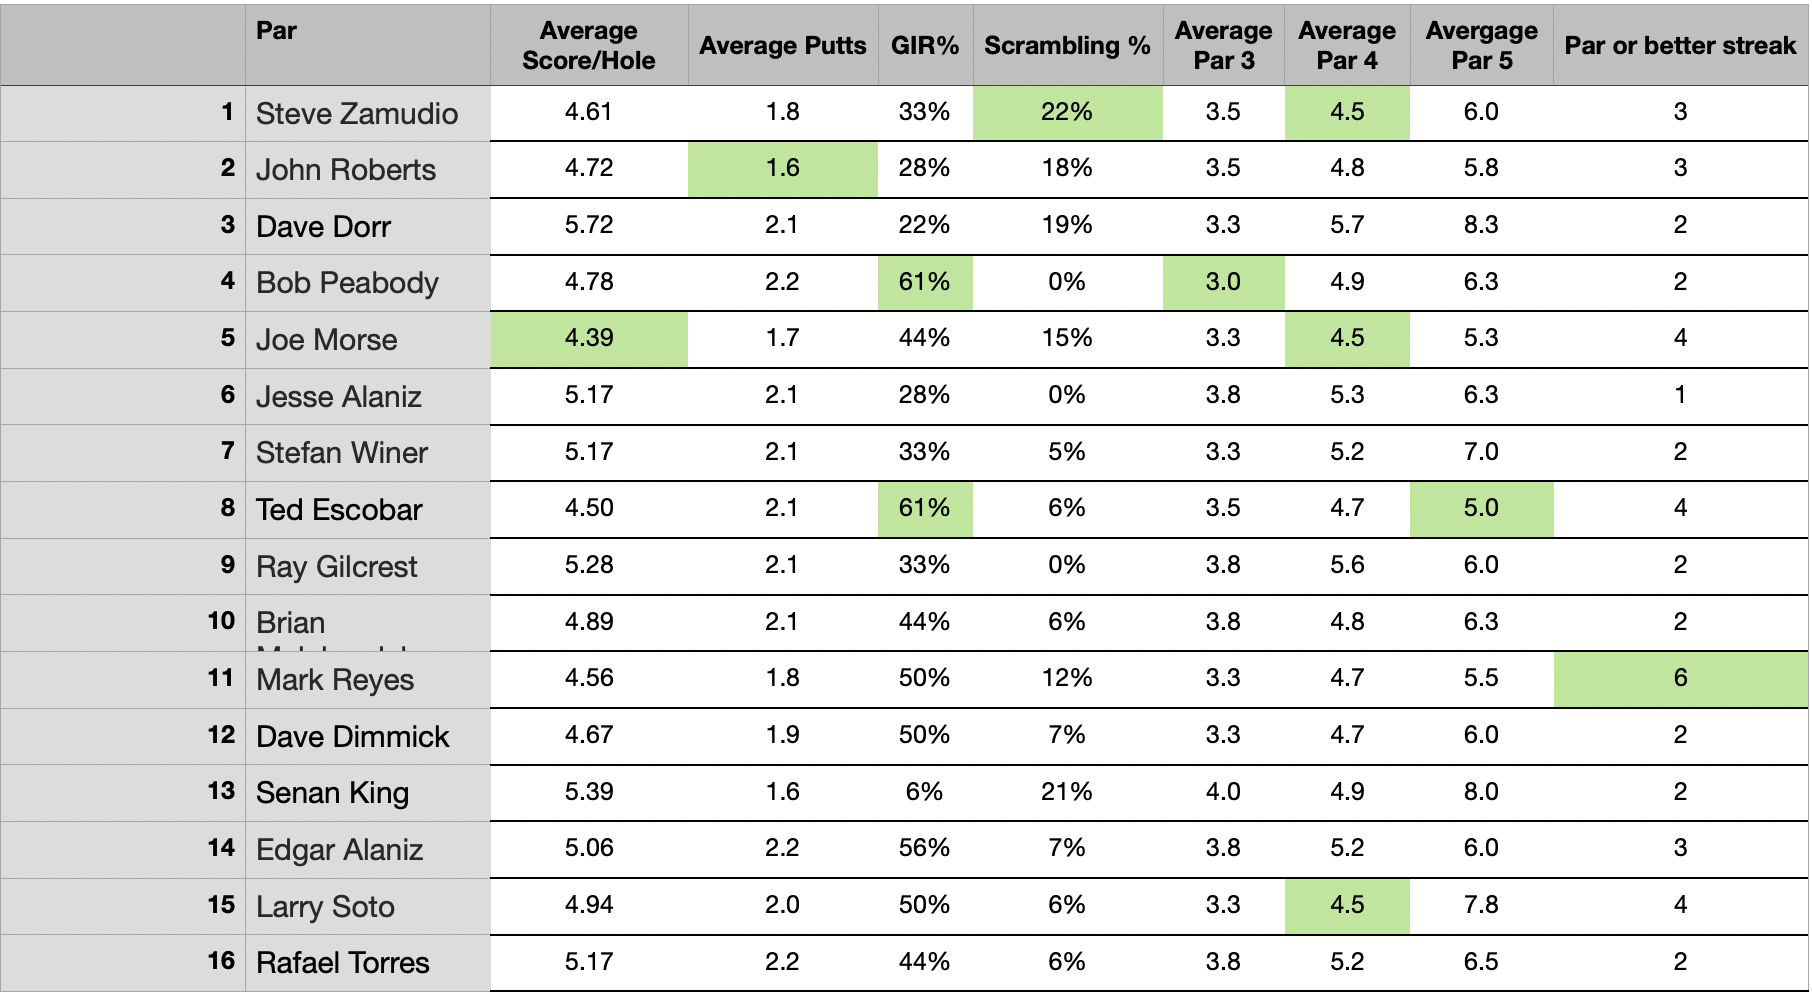 Par Average Score/Hole Average Putts GIR% Scrambling % Average Par 3 Average Par 4 Avergage Par 5 Par or better streak
1 Steve Zamudio 4.61 1.8 33% 22% 3.5 4.5 6.0 3
2 John Roberts 4.72 1.6 28% 18% 3.5 4.8 5.8 3
3 Dave Dorr 5.72 2.1 22% 19% 3.3 5.7 8.3 2
4 Bob Peabody 4.78 2.2 61% 0% 3.0 4.9 6.3 2
5 Joe Morse 4.39 1.7 44% 15% 3.3 4.5 5.3 4
6 Jesse Alaniz 5.17 2.1 28% 0% 3.8 5.3 6.3 1
7 Stefan Winer 5.17 2.1 33% 5% 3.3 5.2 7.0 2
8 Ted Escobar 4.50 2.1 61% 6% 3.5 4.7 5.0 4
9 Ray Gilcrest 5.28 2.1 33% 0% 3.8 5.6 6.0 2
10 Brian 4.89 2.1 44% 6% 3.8 4.8 6.3 2
11 Mark Reyes 4.56 1.8 50% 12% 3.3 4.7 5.5 6
12 Dave Dimmick 4.67 1.9 50% 7% 3.3 4.7 6.0 2
13 Senan King 5.39 1.6 6% 21% 4.0 4.9 8.0 2
14 Edgar Alaniz 5.06 2.2 56% 7% 3.8 5.2 6.0 3
15 Larry Soto 4.94 2.0 50% 6% 3.3 4.5 7.8 4
16 Rafael Torres 5.17 2.2 44% 6% 3.8 5.2 6.5 2